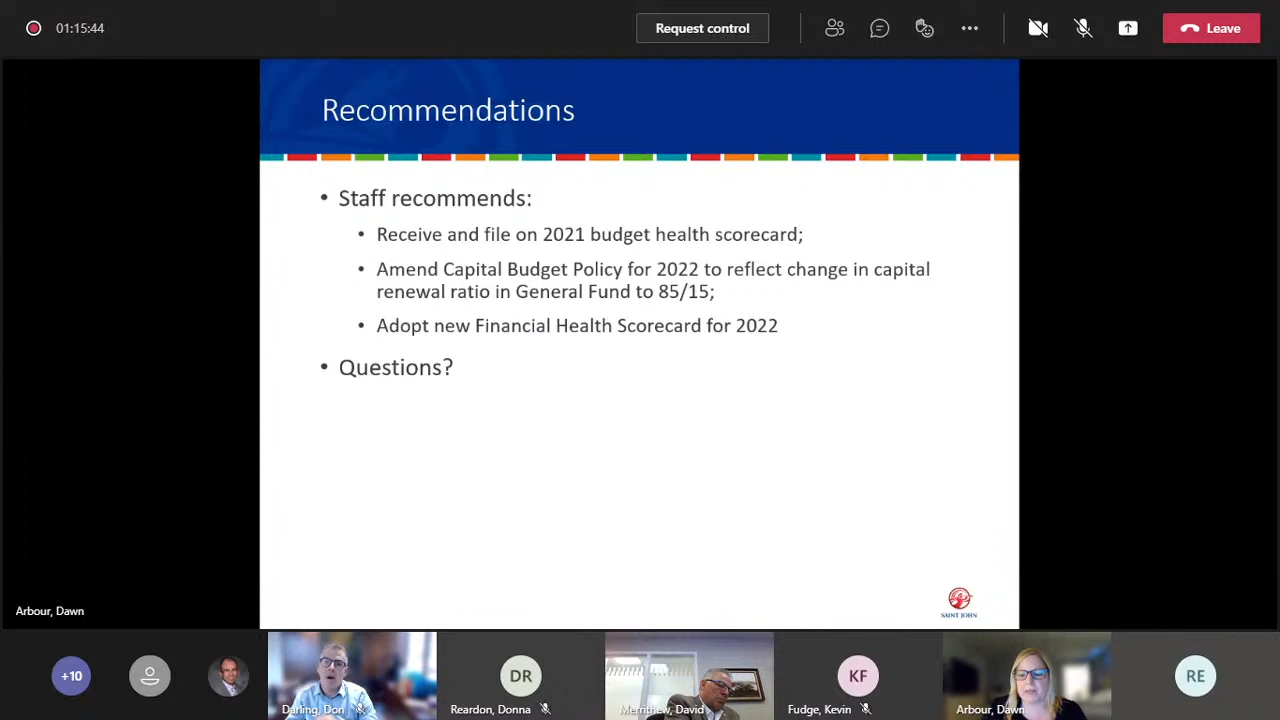 01:15:44
Request control
Leave
Recommendations
• Staff recommends:
• Receive and file on 2021 budget health scorecard;
• Amend Capital Budget Policy for 2022 to reflect change in capital
renewal ratio in General Fund to 85/15;
• Adopt new Financial Health Scorecard for 2022
• Questions?
SAINT JOHN
Arbour, Dawn
+10
DR
KF
RE
Darling, Don
Reardon, Donna
Merrithew, David
Fudge, Kevin
Arbour, Dawn